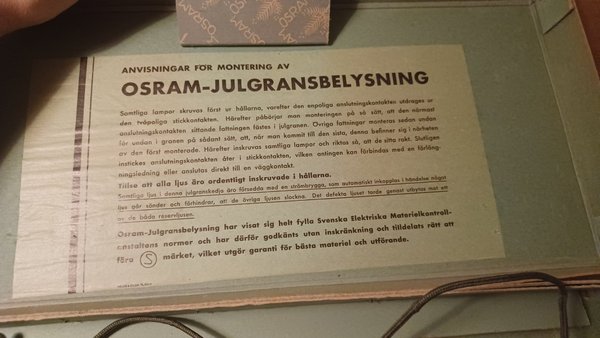 OSRAM
OSRAM
OSRAM
ANVISNINGAR FÖR MONTERING AV
OSRAM-JULGRANSBELYSNING
Samtliga lampor skruvas först ur hållarna, varefter den enpoliga anslutningskontakten utdrages ur
den tvåpoliga stickkontakten. Härefter påbörjar man monteringen på så sätt, att den närmast
anslutningskontakten sittande fattningen fästes i julgranen. Övriga fattningar monteras sedan under
för undan i granen på sådant sätt, att, när man kommit till den sista, denna befinner sig i närheten
av den först monterade. Härefter inskruvas samtliga lampor och riktas så, att de sitta rakt. Slutligen
instickes anslutningskontakten åter i stickkontakten, vilken antingen kan förbindas med en förläng-
ningsledning eller anslutas direkt till en väggkontakt.
Tillse att alla ljus äro ordentligt inskruvade i hållarna.
Samtliga ljus i denna julgranskedja äro försedda med en strömbrygga, som automatiskt inkopplas i händelse något
ljus går sönder och förhindrar, att de övriga ljusen slockna. Det defekta ljuset torde genast utbytas mot ett
av de båda reservljusen.
Osram-Julgransbelysning har visat sig helt fylla Svenska Elektriska Materielkontroll-
anstaltens normer och har därför godkänts utan inskränkning och tilldelats rätt att
föra S märket, vilket utgör garanti för bästa materiel och utförande.